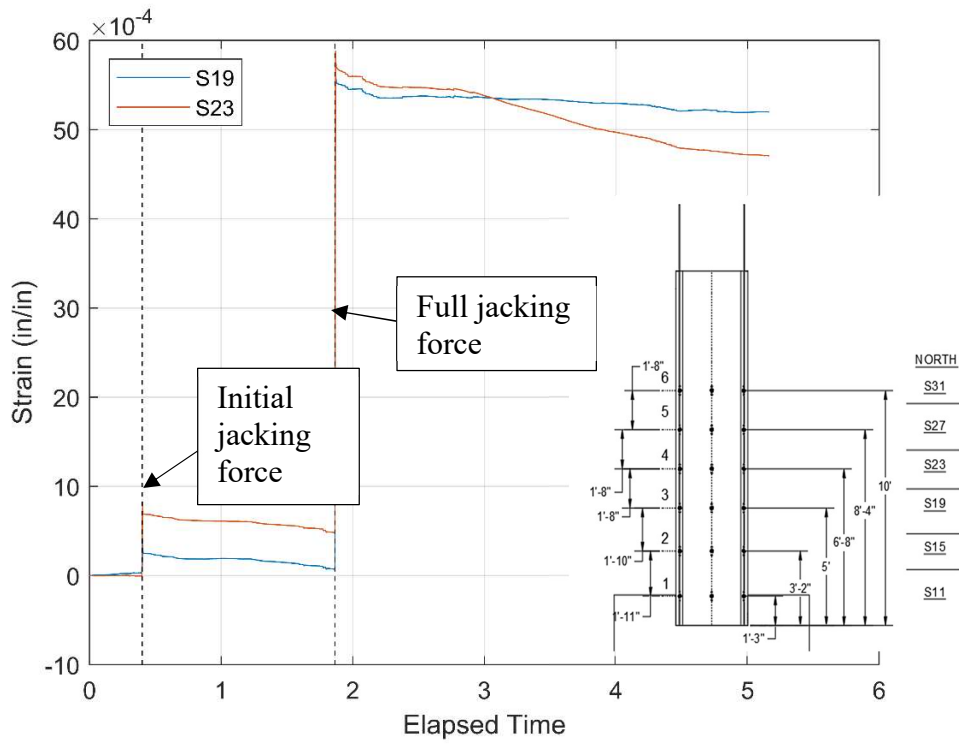 ×10⁻⁴
60
50
40
30
20
10
0
-10
Strain (in/in)
S19
S23
Initial
jacking
force
Full jacking
force
0 1 2 3 4 5 6
Elapsed Time
1'-8"
6
5
4
3
2
1
1'-8"
1'-8"
1'-10"
1'-11"
1'-3"
3'-2"
5'
6'-8"
8'-4"
10'
NORTH
S31
S27
S23
S19
S15
S11